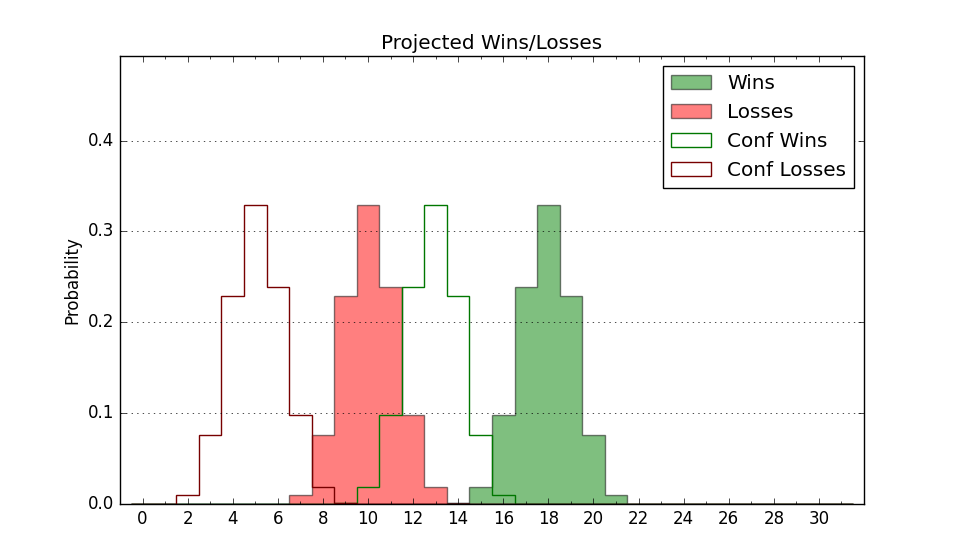 Projected Wins/Losses
Wins
Losses
Conf Wins
Conf Losses
Probability
0.4
0.3
0.2
0.1
0.0
0 2 4 6 8 10 12 14 16 18 20 22 24 26 28 30